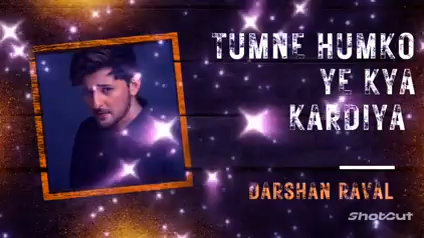 TUMNE HUMKO
YE KYA
KARDIYA
DARSHAN RAVAL
Shotcut